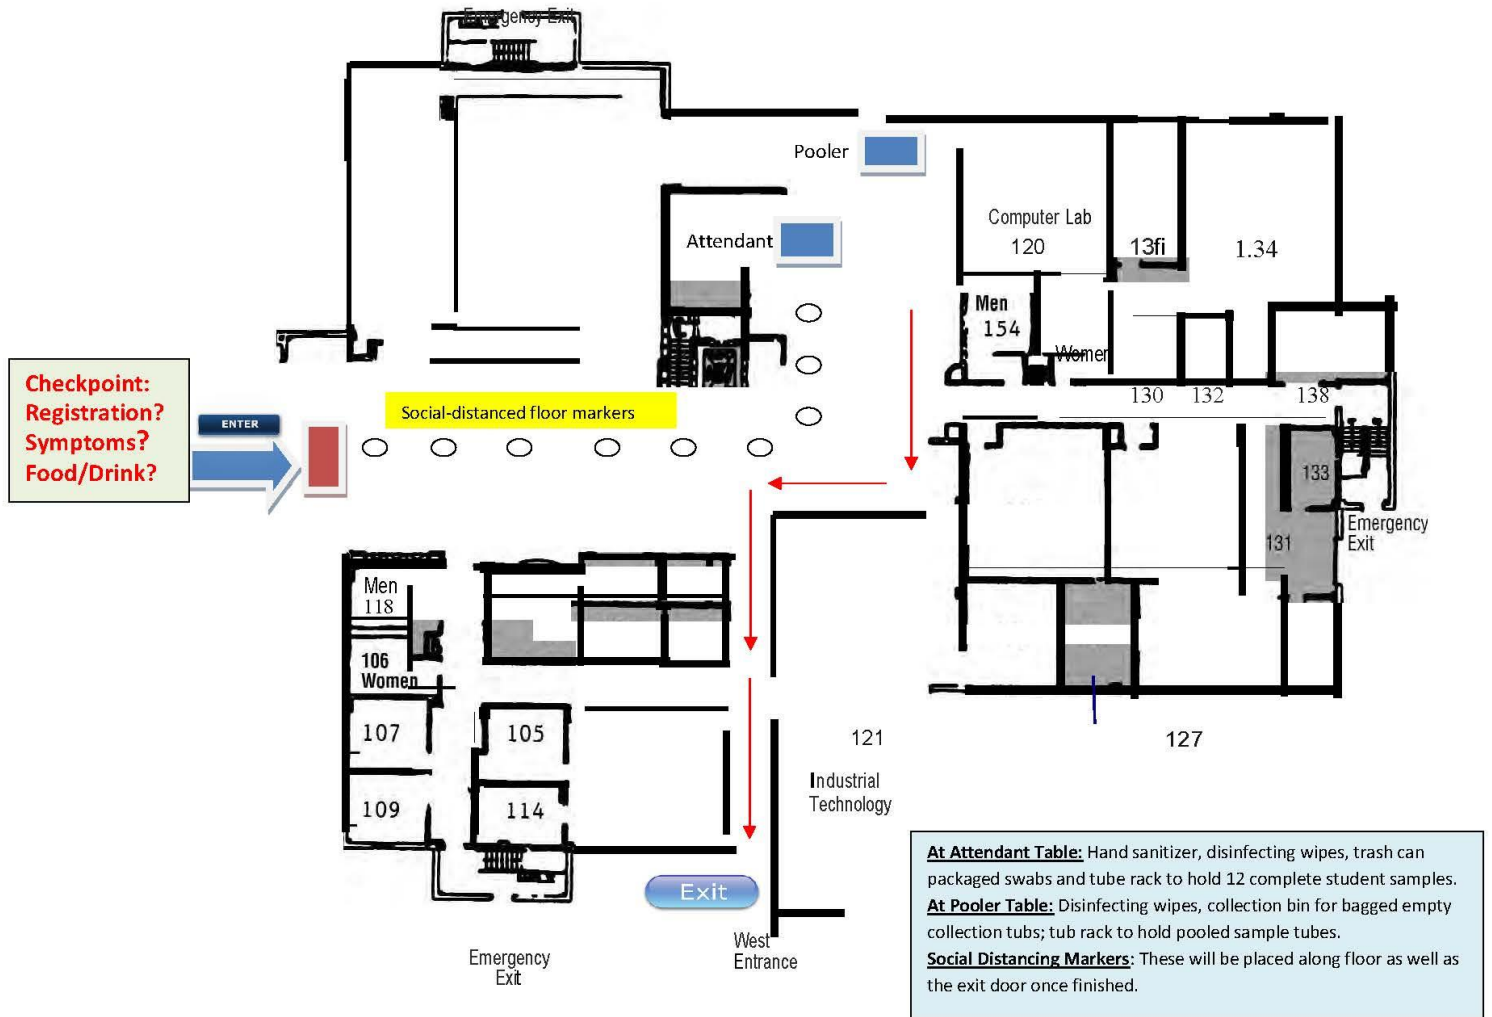 Emergency Exit
Pooler
Attendant
Computer Lab
120
13fi
1.34
Men
154
Women
130
132
138
Checkpoint:
Registration?
Symptoms?
Food/Drink?
ENTER
Social-distanced floor markers
133
131
Emergency
Exit
Men
118
106
Women
107
105
109
114
121
Industrial
Technology
127
Exit
West
Entrance
Emergency
Exit
At Attendant Table: Hand sanitizer, disinfecting wipes, trash can
packaged swabs and tube rack to hold 12 complete student samples.
At Pooler Table: Disinfecting wipes, collection bin for bagged empty
collection tubs; tub rack to hold pooled sample tubes.
Social Distancing Markers: These will be placed along floor as well as
the exit door once finished.